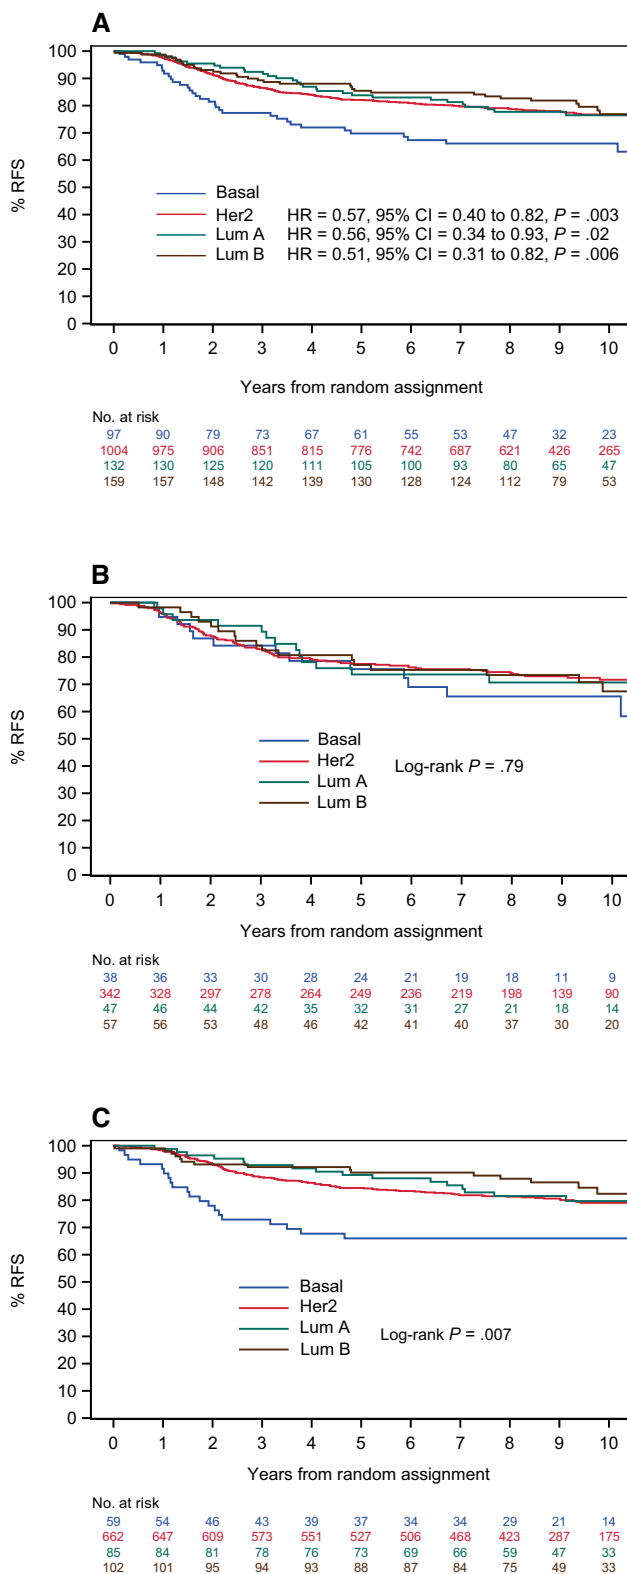 A
100
90
80
70
60
50
40
30
20
10
0
% RFS
Basal
Her2 HR = 0.57, 95% CI = 0.40 to 0.82, P = .003
Lum A HR = 0.56, 95% CI = 0.34 to 0.93, P = .02
Lum B HR = 0.51, 95% CI = 0.31 to 0.82, P = .006
0 1 2 3 4 5 6 7 8 9 10
Years from random assignment
No. at risk
97 90 79 73 67 61 55 53 47 32 23
1004 975 906 851 815 776 742 687 621 426 265
132 130 125 120 111 105 100 93 80 65 47
159 157 148 142 139 130 128 124 112 79 53
B
100
90
80
70
60
50
40
30
20
10
0
% RFS
Basal
Her2
Lum A
Lum B
Log-rank P = .79
0 1 2 3 4 5 6 7 8 9 10
Years from random assignment
No. at risk
38 36 33 30 28 24 21 19 18 11 9
342 328 297 278 264 249 236 219 198 139 90
47 46 44 42 35 32 31 27 21 18 14
57 56 53 48 46 42 41 40 37 30 20
C
100
90
80
70
60
50
40
30
20
10
0
% RFS
Basal
Her2
Lum A
Lum B
Log-rank P = .007
0 1 2 3 4 5 6 7 8 9 10
Years from random assignment
No. at risk
59 54 46 43 39 37 34 34 29 21 14
662 647 609 573 551 527 506 468 423 287 175
85 84 81 78 76 73 69 66 59 47 33
102 101 95 94 93 88 87 84 75 49 33